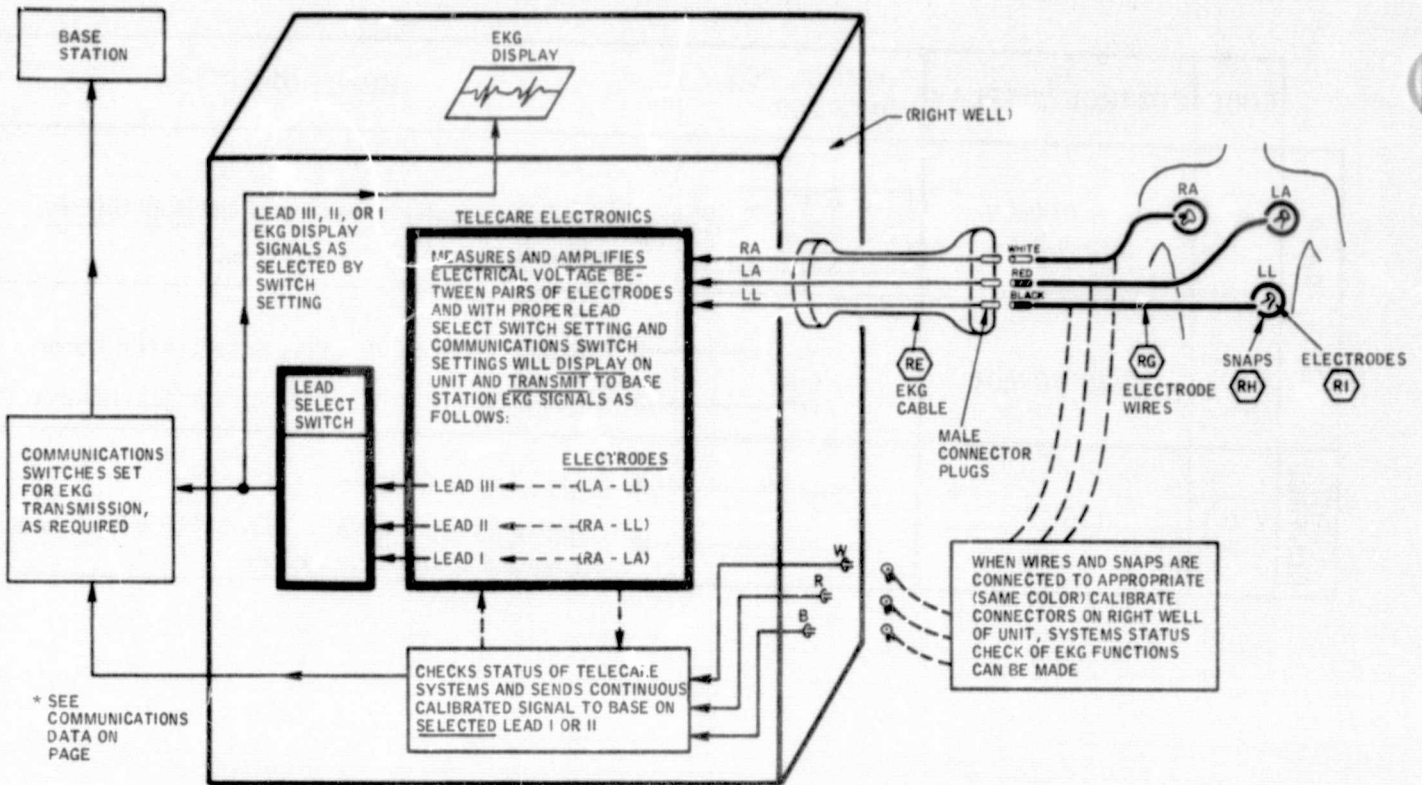 BASE
STATION
EKG
DISPLAY
(RIGHT WELL)
LEAD III, II, OR I
EKG DISPLAY
SIGNALS AS
SELECTED BY
SWITCH
SETTING
TELECARE ELECTRONICS
MEASURES AND AMPLIFIES
ELECTRICAL VOLTAGE BE-
TWEEN PAIRS OF ELECTRODES
AND WITH PROPER LEAD
SELECT SWITCH SETTING AND
COMMUNICATIONS SWITCH
SETTINGS WILL DISPLAY ON
UNIT AND TRANSMIT TO BASE
STATION EKG SIGNALS AS
FOLLOWS:
ELECTRODES
LEAD III (LA - LL)
LEAD II (RA - LL)
LEAD I (RA - LA)
LEAD
SELECT
SWITCH
COMMUNICATIONS
SWITCHES SET
FOR EKG
TRANSMISSION,
AS REQUIRED
RA
LA
LL
WHITE
RED
BLACK
RA
LA
LL
RE
EKG
CABLE
MALE
CONNECTOR
PLUGS
RG
ELECTRODE
WIRES
SNAPS
RH
ELECTRODES
RI
W
R
B
WHEN WIRES AND SNAPS ARE
CONNECTED TO APPROPRIATE
(SAME COLOR) CALIBRATE
CONNECTORS ON RIGHT WELL
OF UNIT, SYSTEMS STATUS
CHECK OF EKG FUNCTIONS
CAN BE MADE
CHECKS STATUS OF TELECARE
SYSTEMS AND SENDS CONTINUOUS
CALIBRATED SIGNAL TO BASE ON
SELECTED LEAD I OR II
* SEE
COMMUNICATIONS
DATA ON
PAGE